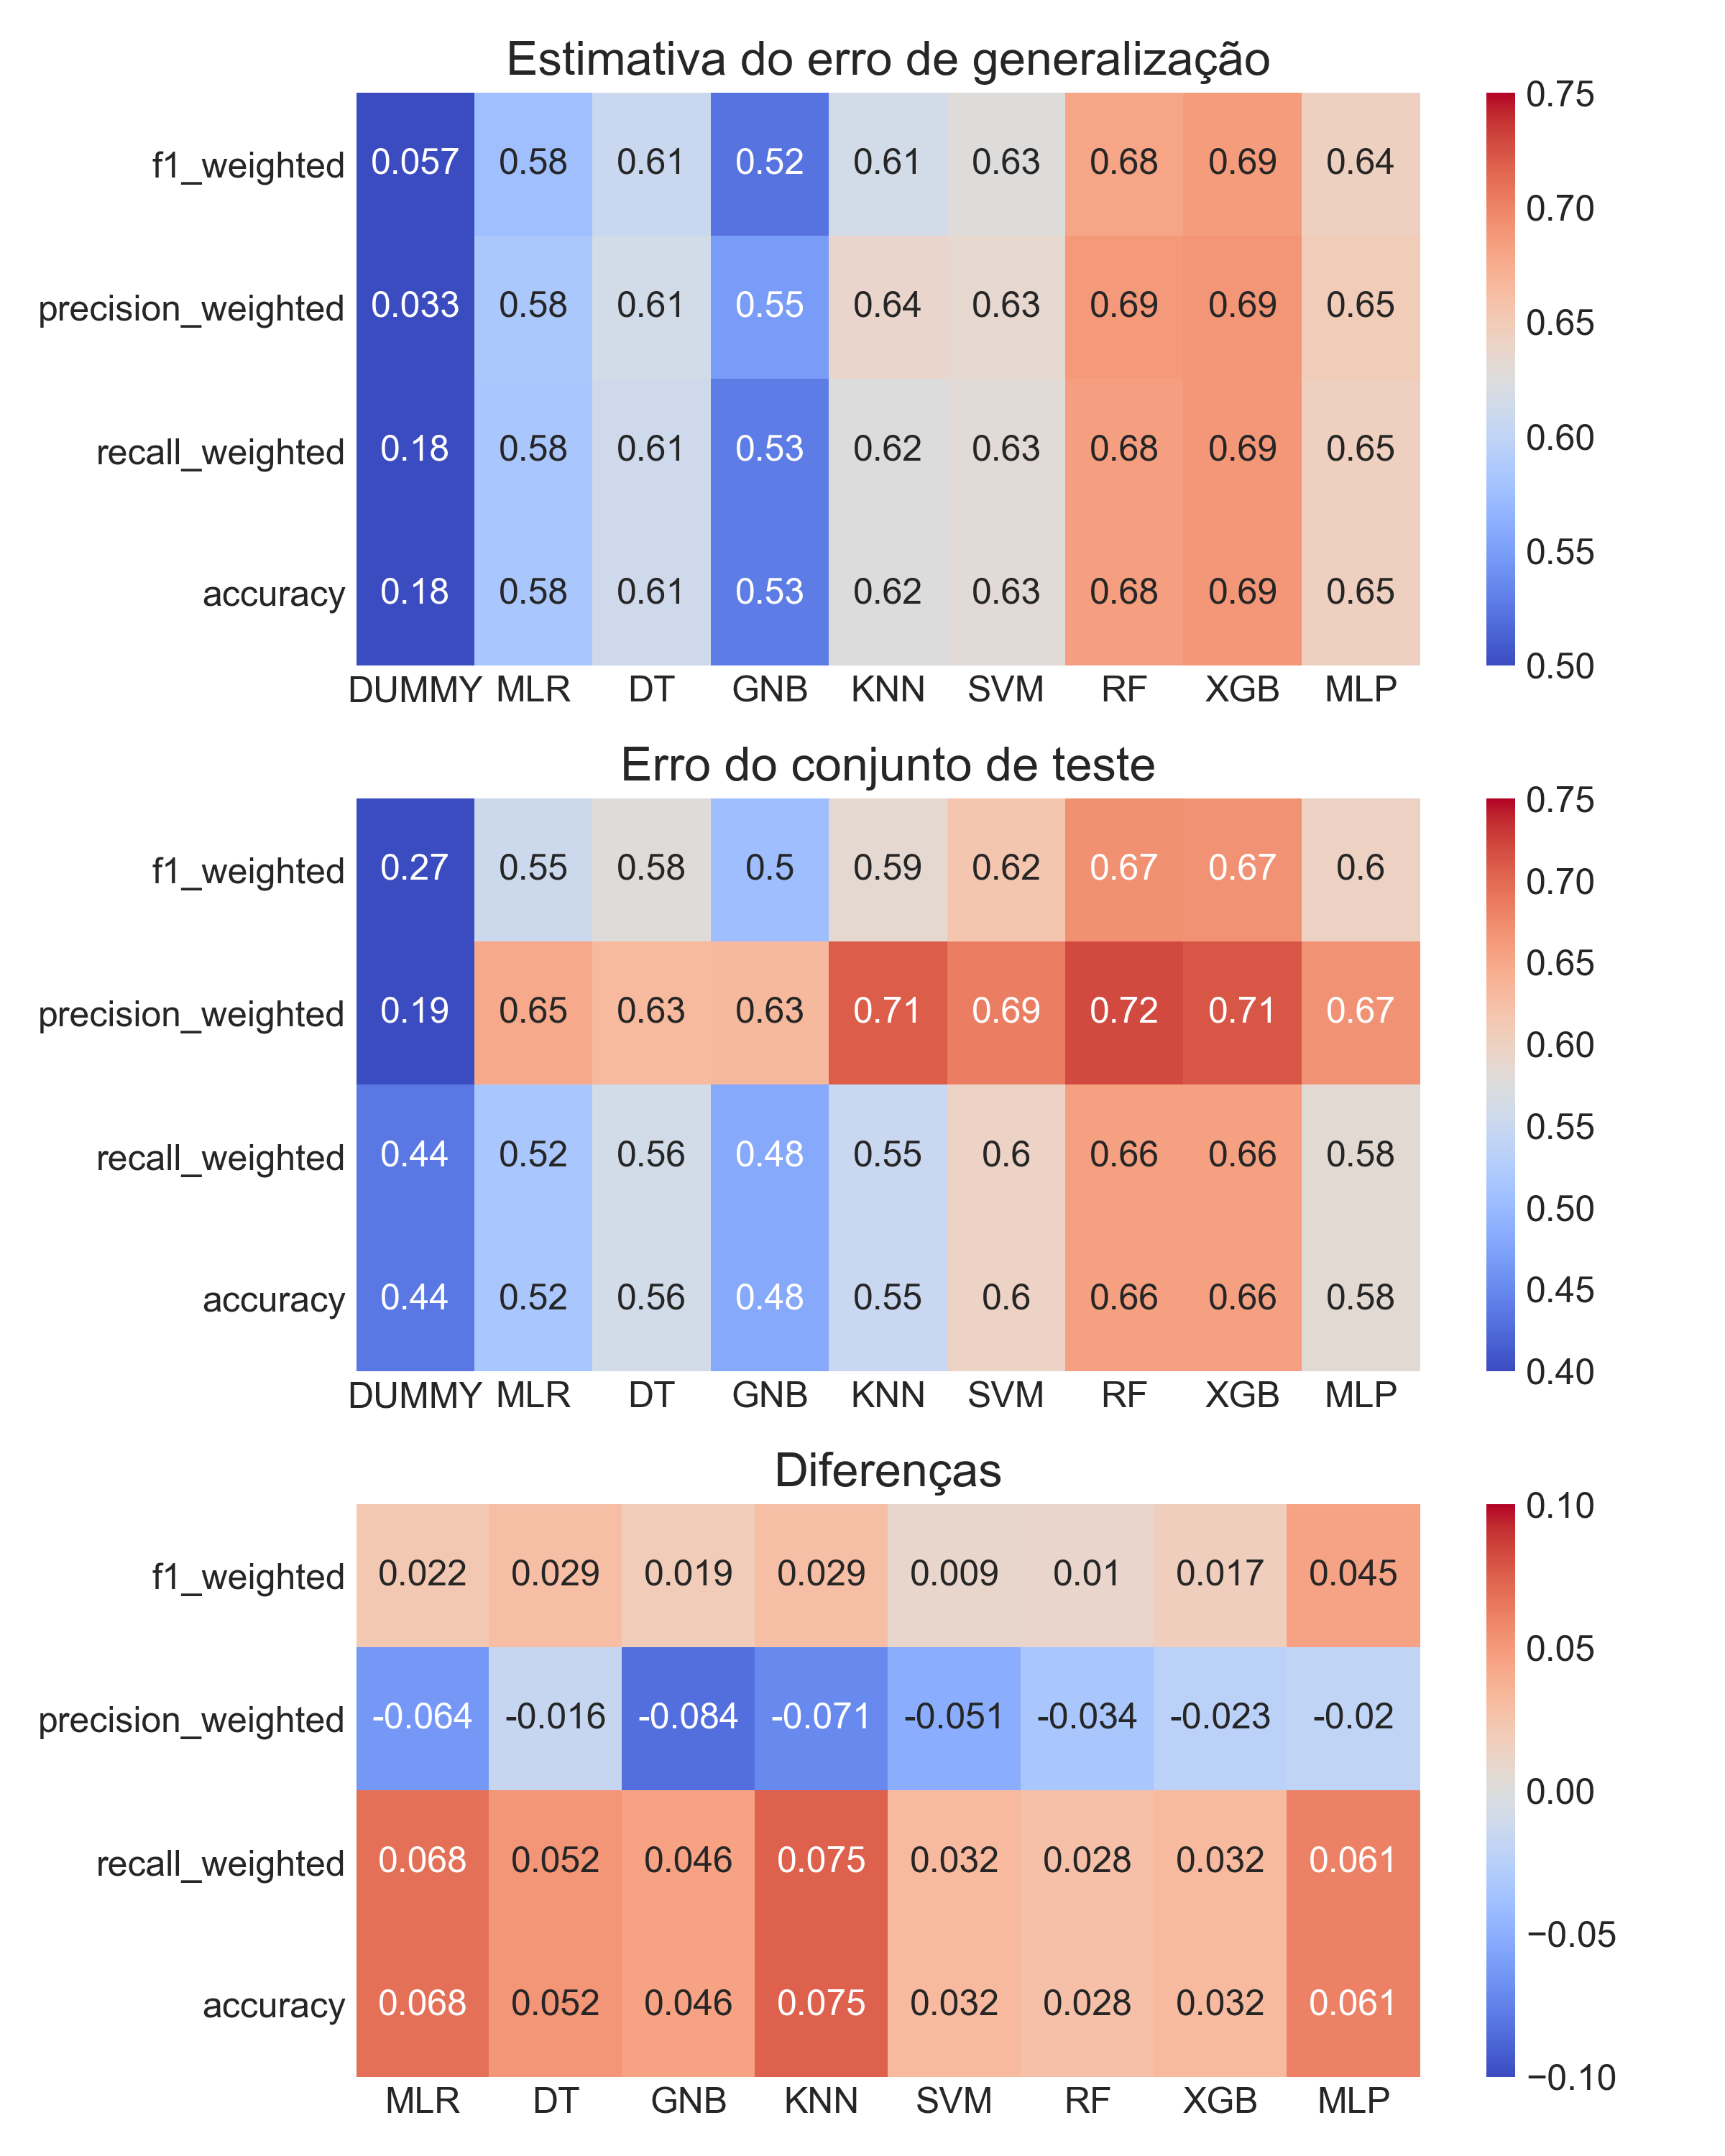 Estimativa do erro de generalização
0.75
f1_weighted 0.057 0.58 0.61 0.52 0.61 0.63 0.68 0.69 0.64
0.70
precision_weighted 0.033 0.58 0.61 0.55 0.64 0.63 0.69 0.69 0.65
0.65
0.60
recall_weighted 0.18 0.58 0.61 0.53 0.62 0.63 0.68 0.69 0.65
0.55
accuracy 0.18 0.58 0.61 0.53 0.62 0.63 0.68 0.69 0.65
0.50
DUMMY MLR DT GNB KNN SVM RF XGB MLP
Erro do conjunto de teste
0.75
f1_weighted 0.27 0.55 0.58 0.5 0.59 0.62 0.67 0.67 0.6
0.70
0.65
precision_weighted 0.19 0.65 0.63 0.63 0.71 0.69 0.72 0.71 0.67
0.60
0.55
recall_weighted 0.44 0.52 0.56 0.48 0.55 0.6 0.66 0.66 0.58
0.50
0.45
accuracy 0.44 0.52 0.56 0.48 0.55 0.6 0.66 0.66 0.58
0.40
DUMMY MLR DT GNB KNN SVM RF XGB MLP
Diferenças
0.10
f1_weighted 0.022 0.029 0.019 0.029 0.009 0.01 0.017 0.045
0.05
precision_weighted -0.064 -0.016 -0.084 -0.071 -0.051 -0.034 -0.023 -0.02
0.00
recall_weighted 0.068 0.052 0.046 0.075 0.032 0.028 0.032 0.061
−0.05
accuracy 0.068 0.052 0.046 0.075 0.032 0.028 0.032 0.061
−0.10
MLR DT GNB KNN SVM RF XGB MLP